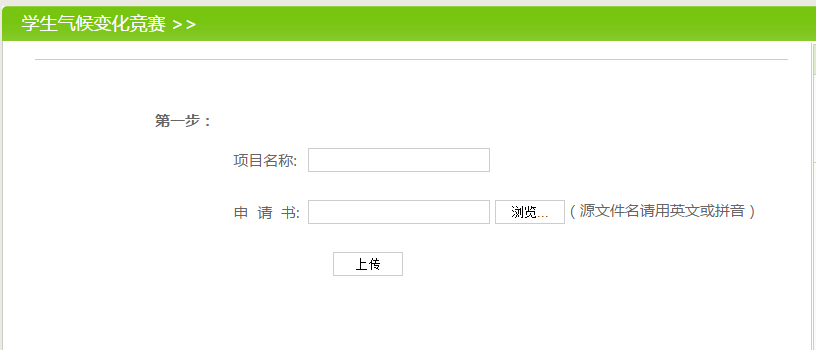 学生气候变化竞赛 >>
第一步：
项目名称:
申 请 书: 浏览... （源文件名请用英文或拼音）
上传